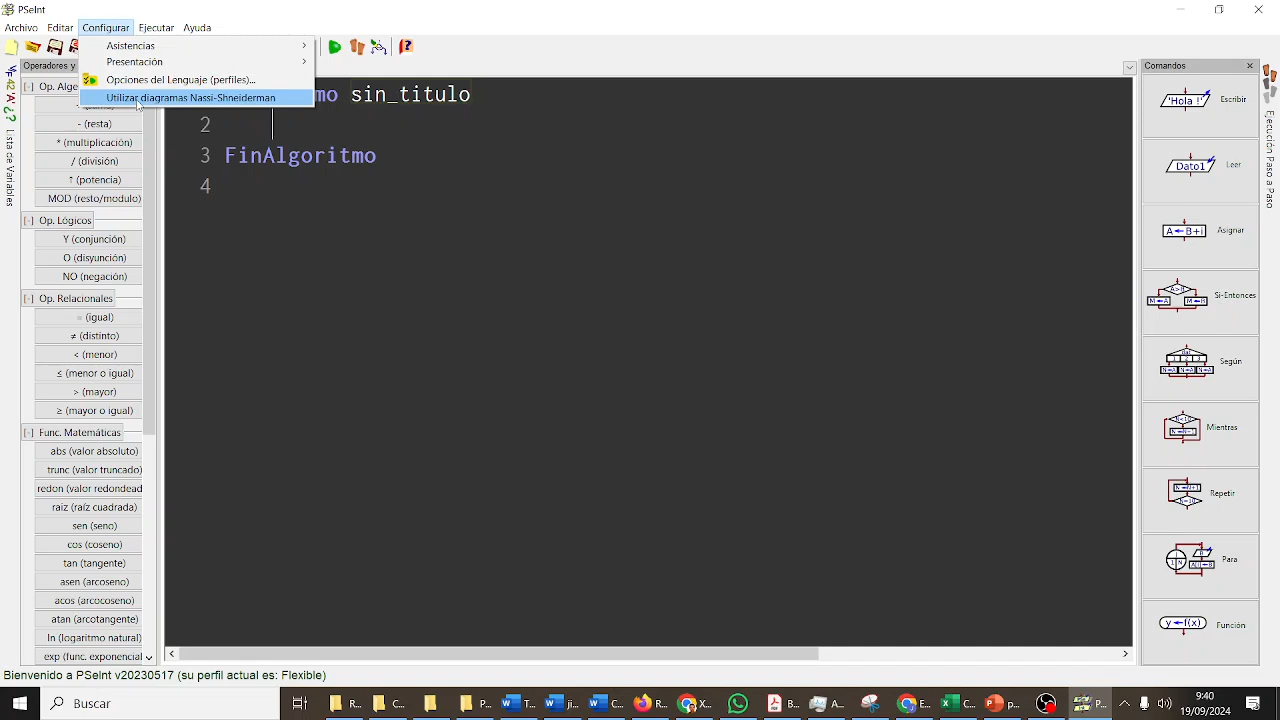 PSeInt
Archivo Editar Configurar Ejecutar Ayuda
Asistencias
Presentación
Opciones del Lenguaje (perfiles)...
Utilizar diagramas Nassi-Shneiderman
Operadores y
Lista de Variables
Op. Alge
- (resta)
* (multiplicación)
/ (división)
↑ (potencia)
MOD (resto/modulo)
Op. Lógicos
Y (conjunción)
O (disyunción)
NO (negación)
Op. Relacionales
= (igual)
≠ (distinto)
< (menor)
≤ (menor o igual)
> (mayor)
≥ (mayor o igual)
Func. Matemáticas
abs (valor absoluto)
trunc (valor truncado)
redon (valor redondead
raiz (raíz cuadrada)
sen (seno)
cos (coseno)
tan (tangente)
asen (arcoseno)
acos (arcocoseno)
atan (arcotangente)
ln (logaritmo natural)
exp (func. exponencial
mo sin_titulo
2
3 FinAlgoritmo
4
Comandos
'Hola !' Escribir
Dato1 Leer
A←B+i Asignar
Si-Entonces
Según
Mientras
Repetir
Para
y←f(x) Función
Ejecución Paso a Paso
Bienvenido a PSeInt v20230517 (su perfil actual es: Flexible)
Buscar
R... C... P... T... ji... C... R... X... B... A... E... C... p... P...
9:40
19/09/2024